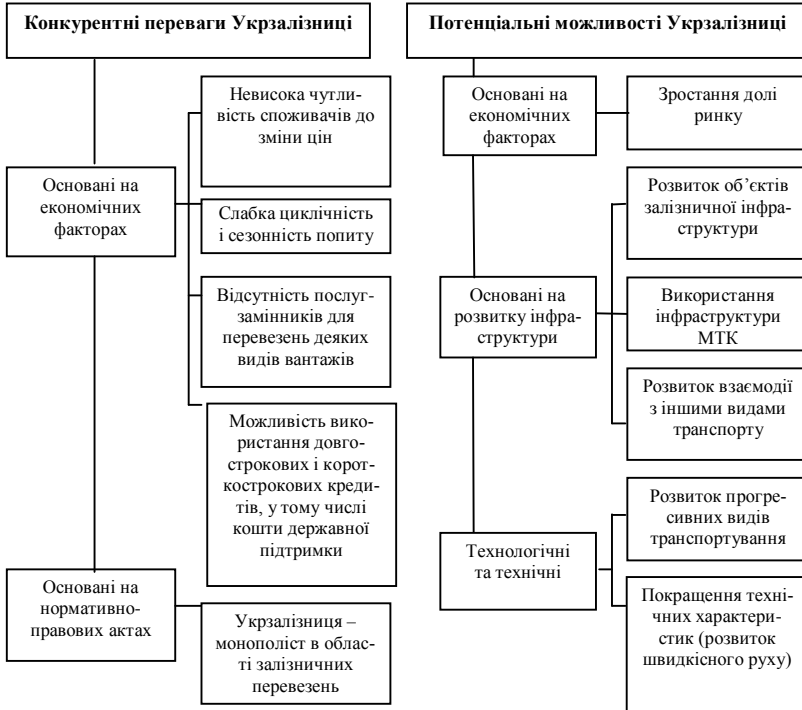 Конкурентні переваги Укрзалізниці
Невисока чутли-
вість споживачів до
зміни цін
Основані на
економічних
факторах
Слабка циклічність
і сезонність попиту
Відсутність послуг-
замінників для
перевезень деяких
видів вантажів
Можливість вико-
ристання довго-
строкових і корот-
кострокових креди-
тів, у тому числі
кошти державної
підтримки
Основані на
нормативно-
правових актах
Укрзалізниця –
монополіст в облас-
ті залізничних
перевезень
Потенціальні можливості Укрзалізниці
Основані на
економічних
факторах
Зростання долі
ринку
Основані на
розвитку інфра-
структури
Розвиток об’єктів
залізничної інфра-
структури
Використання
інфраструктури
МТК
Розвиток взаємодії
з іншими видами
транспорту
Технологічні
та технічні
Розвиток прогре-
сивних видів
транспортування
Покращення техні-
чних характери-
стик (розвиток
швидкісного руху)